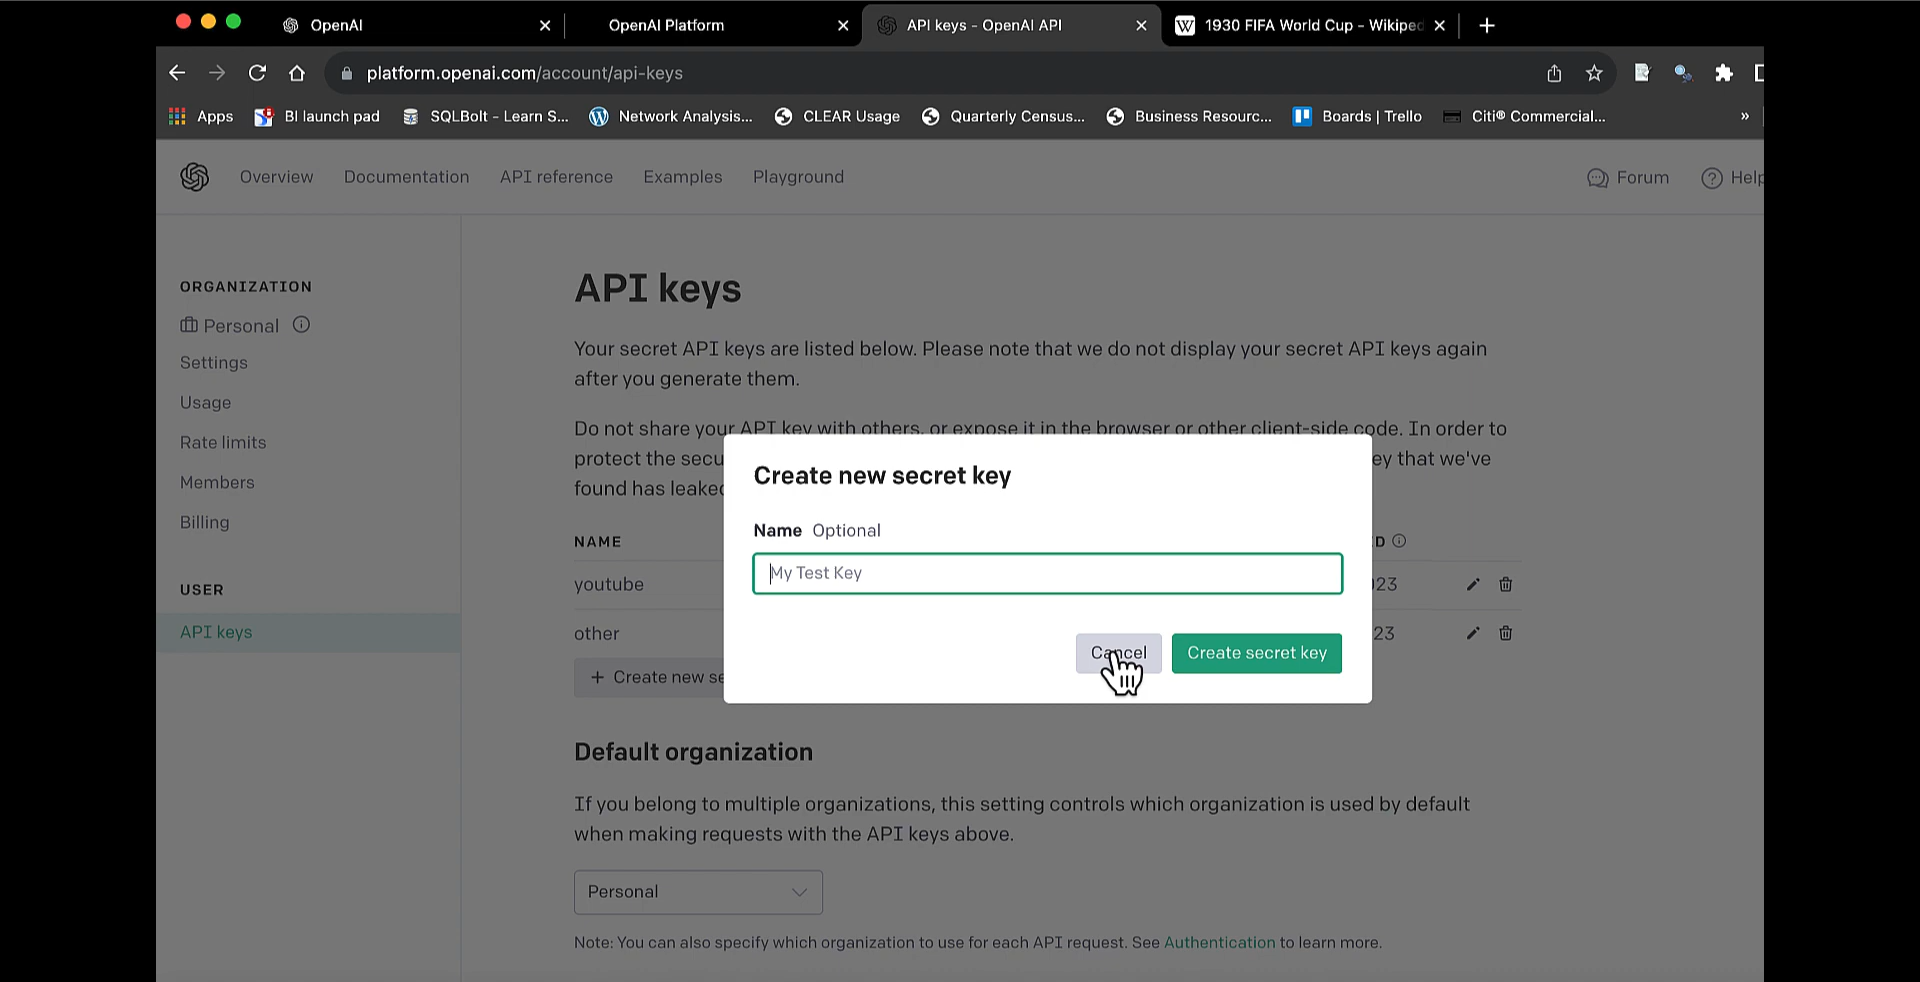 OpenAI
OpenAI Platform
API keys - OpenAI API
1930 FIFA World Cup - Wikiped
platform.openai.com/account/api-keys
Apps
BI launch pad
SQLBolt - Learn S...
Network Analysis...
CLEAR Usage
Quarterly Census...
Business Resourc...
Boards | Trello
Citi® Commercial...
»
Overview
Documentation
API reference
Examples
Playground
Forum
Help
ORGANIZATION
Personal
Settings
Usage
Rate limits
Members
Billing
USER
API keys
API keys
Your secret API keys are listed below. Please note that we do not display your secret API keys again
after you generate them.
Do not share your API key with others, or expose it in the browser or other client-side code. In order to
protect the secu
ey that we've
found has leaked
NAME
D
youtube
23
other
23
+ Create new se
Create new secret key
Name Optional
My Test Key
Cancel
Create secret key
Default organization
If you belong to multiple organizations, this setting controls which organization is used by default
when making requests with the API keys above.
Personal
Note: You can also specify which organization to use for each API request. See Authentication to learn more.